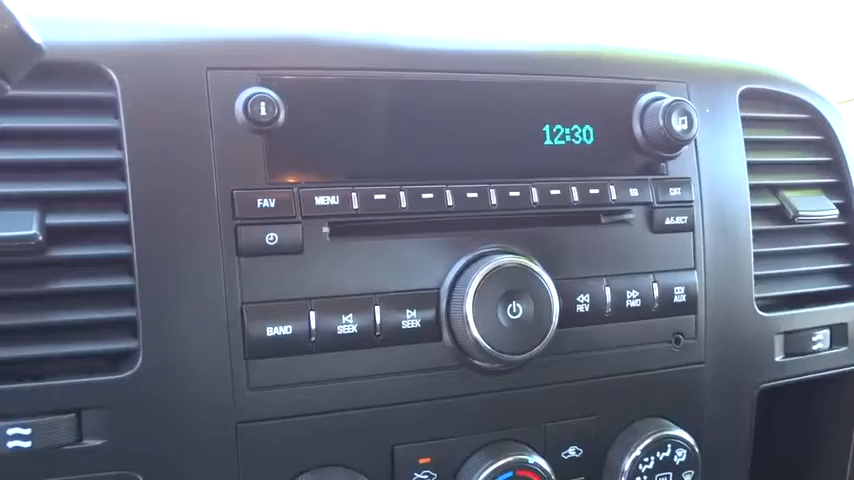 i
12:30
FAV
MENU
CAT
EJECT
BAND
SEEK
SEEK
REV
FWD
CD/
AUX